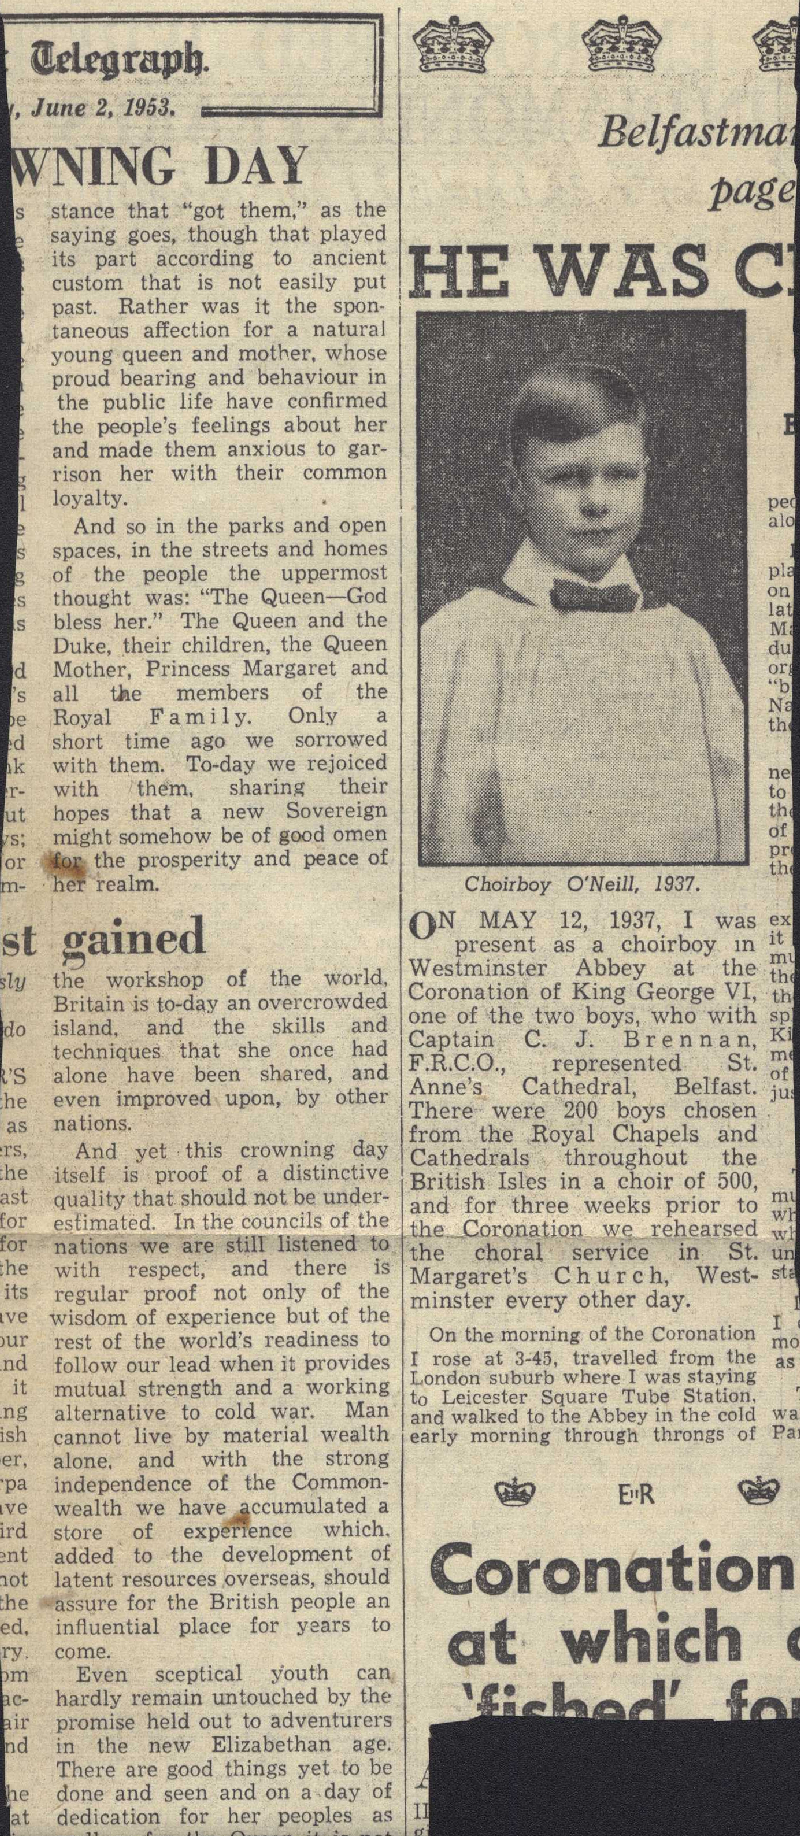 Telegraph.
June 2, 1953.
WNING DAY
stance that "got them," as the
saying goes, though that played
its part according to ancient
custom that is not easily put
past. Rather was it the spon-
taneous affection for a natural
young queen and mother, whose
proud bearing and behaviour in
the public life have confirmed
the people's feelings about her
and made them anxious to gar-
rison her with their common
loyalty.
And so in the parks and open
spaces, in the streets and homes
of the people the uppermost
thought was: "The Queen—God
bless her." The Queen and the
Duke, their children, the Queen
Mother, Princess Margaret and
all the members of the
Royal Family. Only a
short time ago we sorrowed
with them. To-day we rejoiced
with them, sharing their
hopes that a new Sovereign
might somehow be of good omen
for the prosperity and peace of
her realm.
st gained
the workshop of the world,
Britain is to-day an overcrowded
island, and the skills and
techniques that she once had
alone have been shared, and
even improved upon, by other
nations.
And yet this crowning day
itself is proof of a distinctive
quality that should not be under-
estimated. In the councils of the
nations we are still listened to
with respect, and there is
regular proof not only of the
wisdom of experience but of the
rest of the world's readiness to
follow our lead when it provides
mutual strength and a working
alternative to cold war. Man
cannot live by material wealth
alone, and with the strong
independence of the Common-
wealth we have accumulated a
store of experience which,
added to the development of
latent resources overseas, should
assure for the British people an
influential place for years to
come.
Even sceptical youth can
hardly remain untouched by the
promise held out to adventurers
in the new Elizabethan age.
There are good things yet to be
done and seen and on a day of
dedication for her peoples as
Belfastma
page
HE WAS C
Choirboy O'Neill, 1937.
ON MAY 12, 1937, I was
present as a choirboy in
Westminster Abbey at the
Coronation of King George VI,
one of the two boys, who with
Captain C. J. Brennan,
F.R.C.O., represented St.
Anne's Cathedral, Belfast.
There were 200 boys chosen
from the Royal Chapels and
Cathedrals throughout the
British Isles in a choir of 500,
and for three weeks prior to
the Coronation we rehearsed
the choral service in St.
Margaret's Church, West-
minster every other day.
On the morning of the Coronation
I rose at 3-45, travelled from the
London suburb where I was staying
to Leicester Square Tube Station,
and walked to the Abbey in the cold
early morning through throngs of
EIIR
Coronation
at which
'fished' for